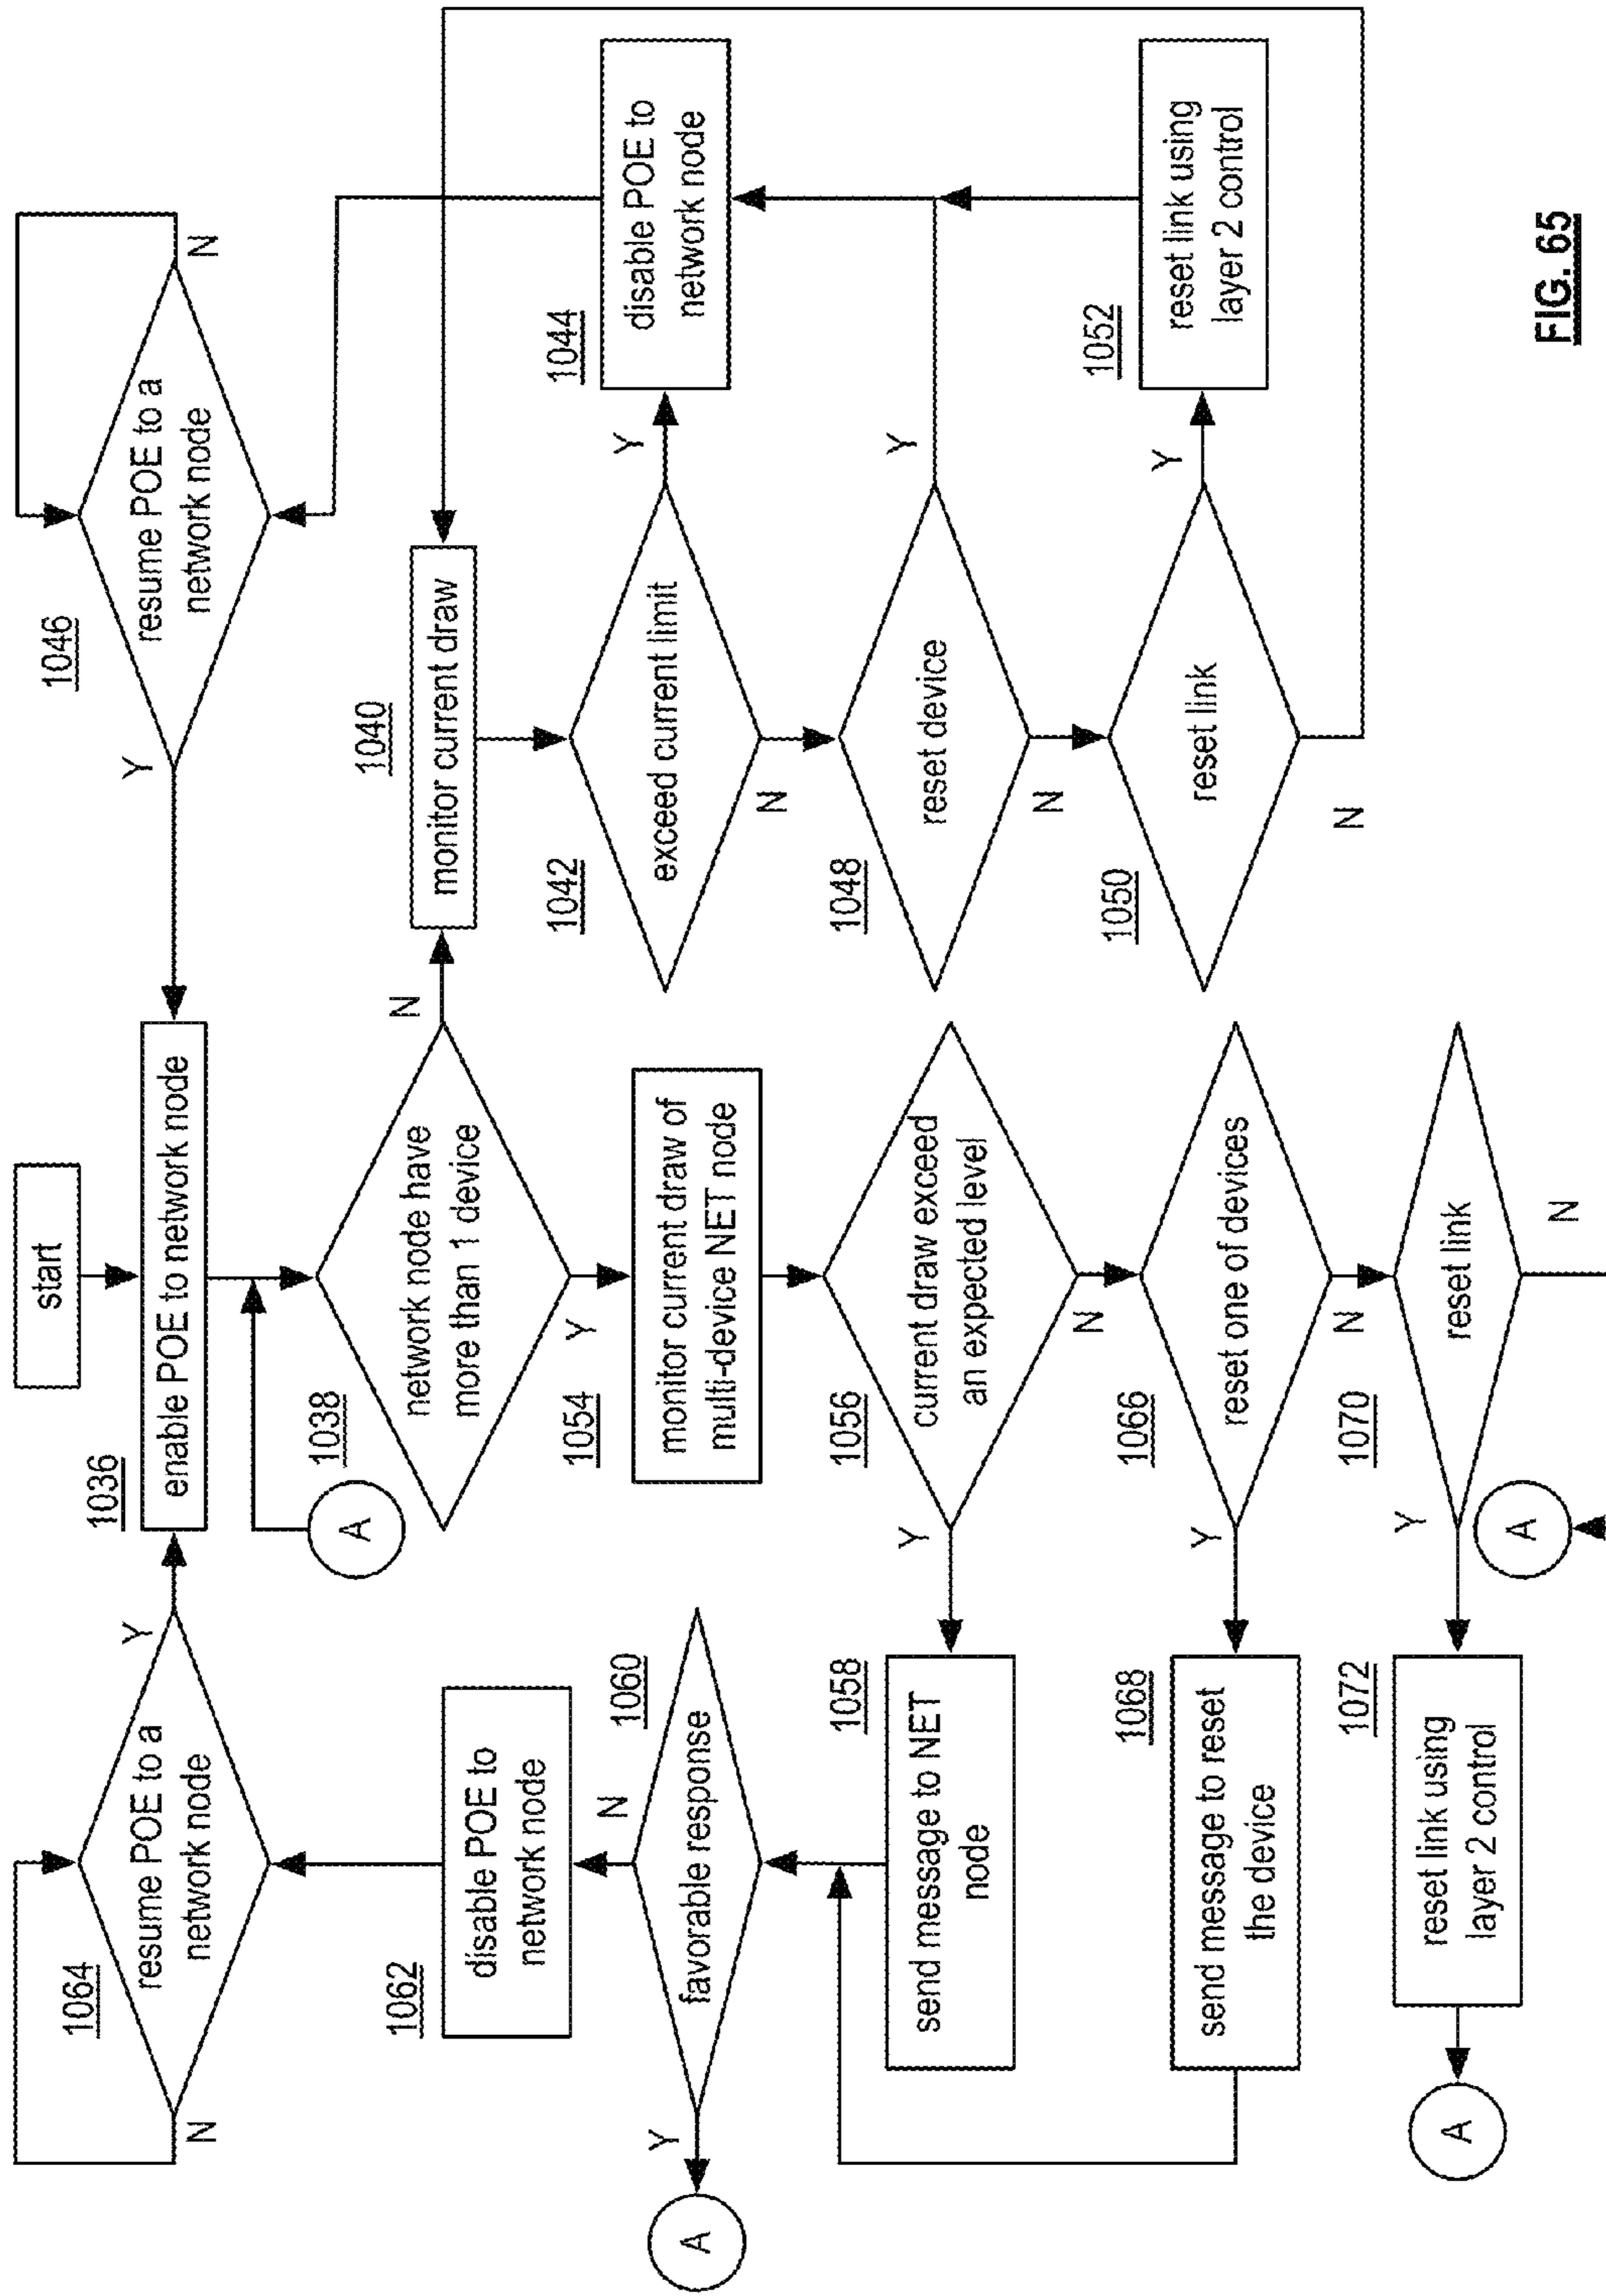 start
1036
enable POE to network node
1064
resume POE to a
network node
Y
N
1046
resume POE to a
network node
Y
N
A
1038
network node have
more than 1 device
N
Y
1040
monitor current draw
1062
disable POE to
network node
1054
monitor current draw of
multi-device NET node
1042
exceed current limit
Y
N
1044
disable POE to
network node
1060
favorable response
N
Y
A
1056
current draw exceed
an expected level
Y
N
1048
reset device
Y
N
1058
send message to NET
node
1066
reset one of devices
Y
N
1050
reset link
Y
N
1052
reset link using
layer 2 control
1068
send message to reset
the device
1070
reset link
Y
N
A
1072
reset link using
layer 2 control
A
FIG. 65